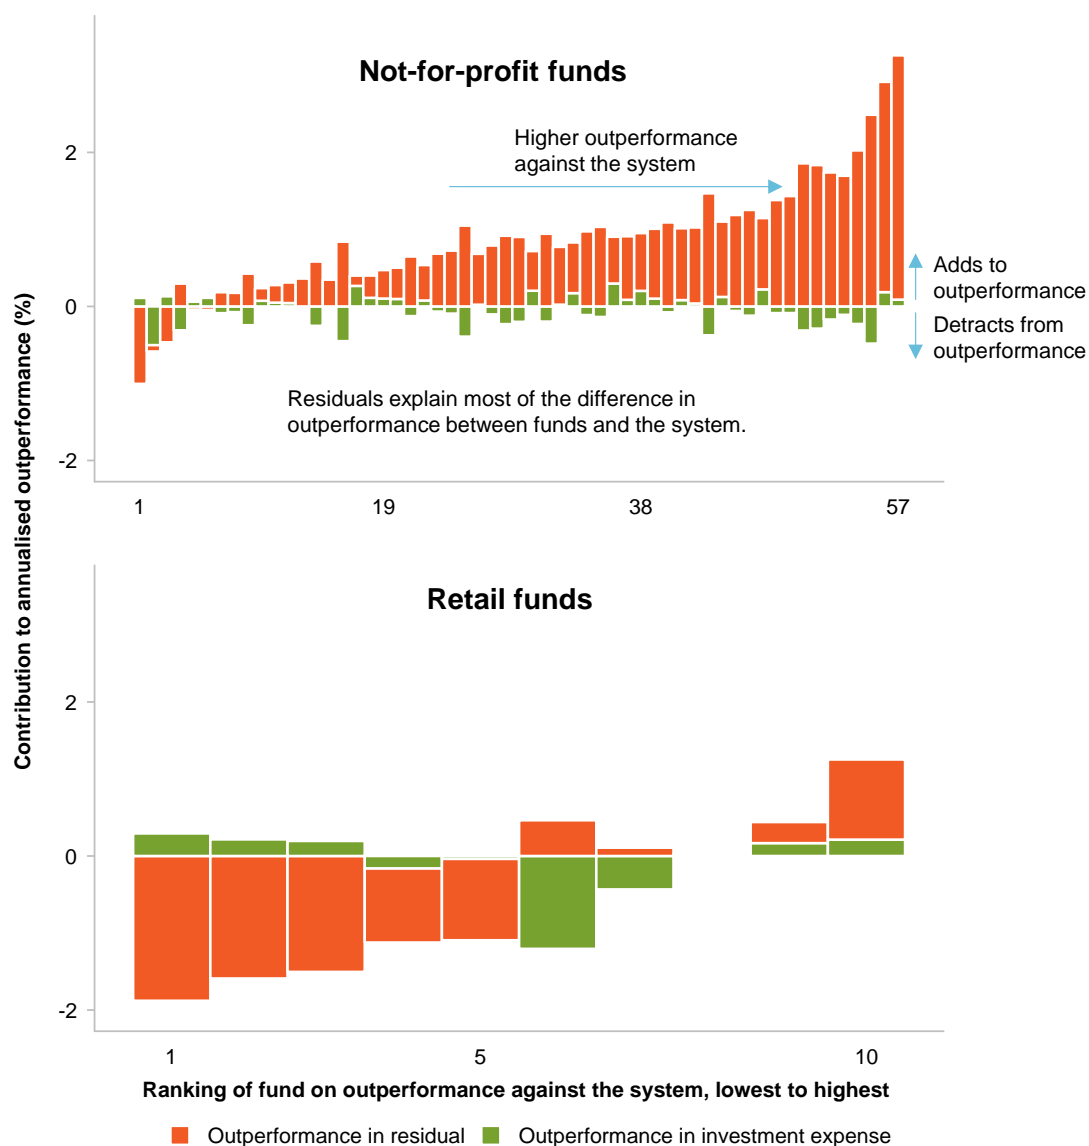 Not-for-profit funds
Higher outperformance
against the system
2
0
-2
Adds to
outperformance
Detracts from
outperformance
Residuals explain most of the difference in
outperformance between funds and the system.
1 19 38 57
Contribution to annualised outperformance (%)
Retail funds
2
0
-2
1 5 10
Ranking of fund on outperformance against the system, lowest to highest
Outperformance in residual Outperformance in investment expense